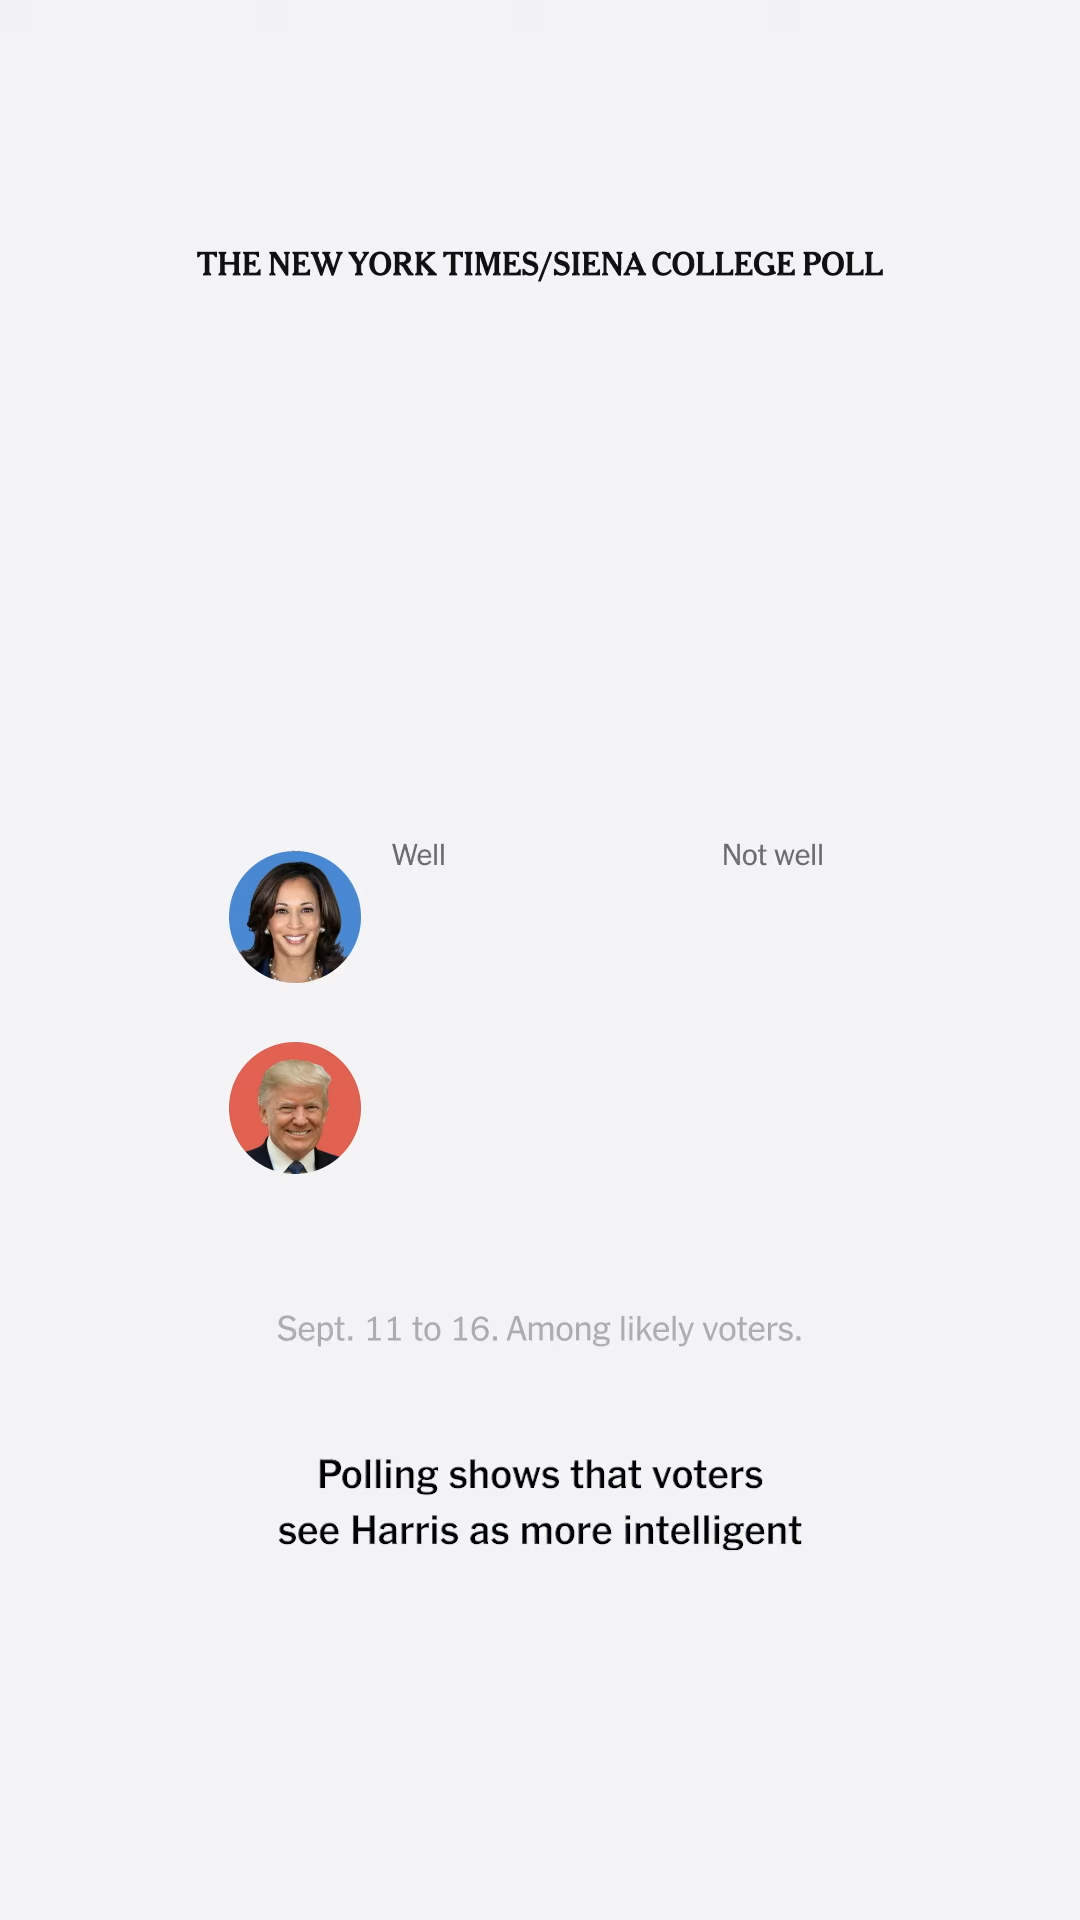 THE NEW YORK TIMES/SIENA COLLEGE POLL
Well
Not well
Sept. 11 to 16. Among likely voters.
Polling shows that voters
see Harris as more intelligent